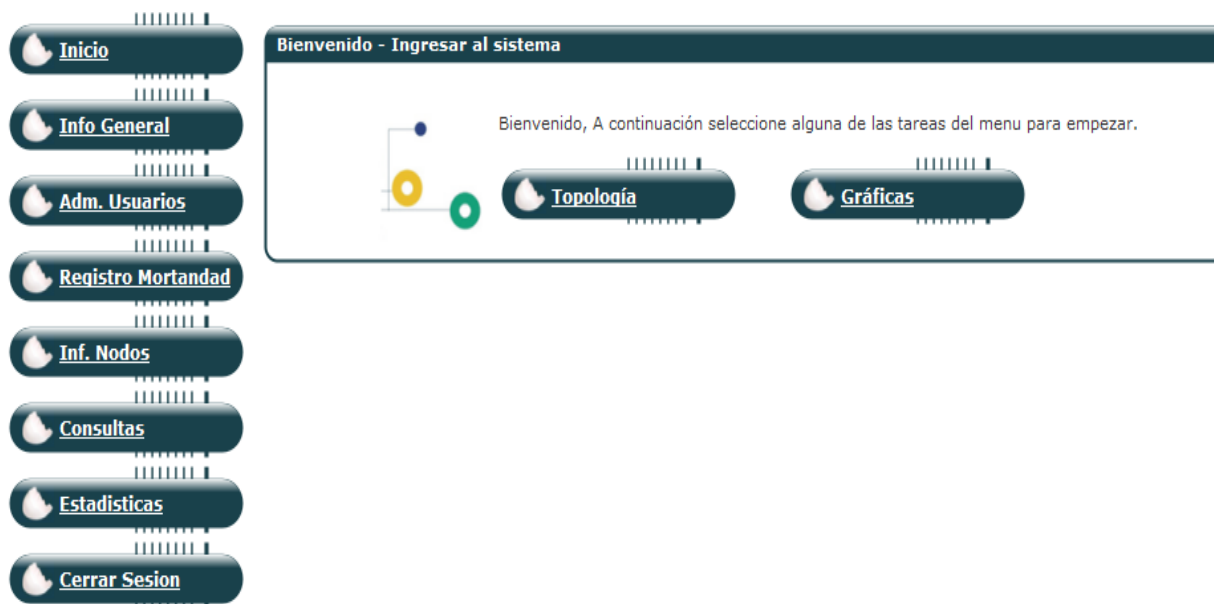 Inicio
Info General
Adm. Usuarios
Registro Mortandad
Inf. Nodos
Consultas
Estadisticas
Cerrar Sesion
Bienvenido - Ingresar al sistema
Bienvenido, A continuación seleccione alguna de las tareas del menu para empezar.
Topología
Gráficas